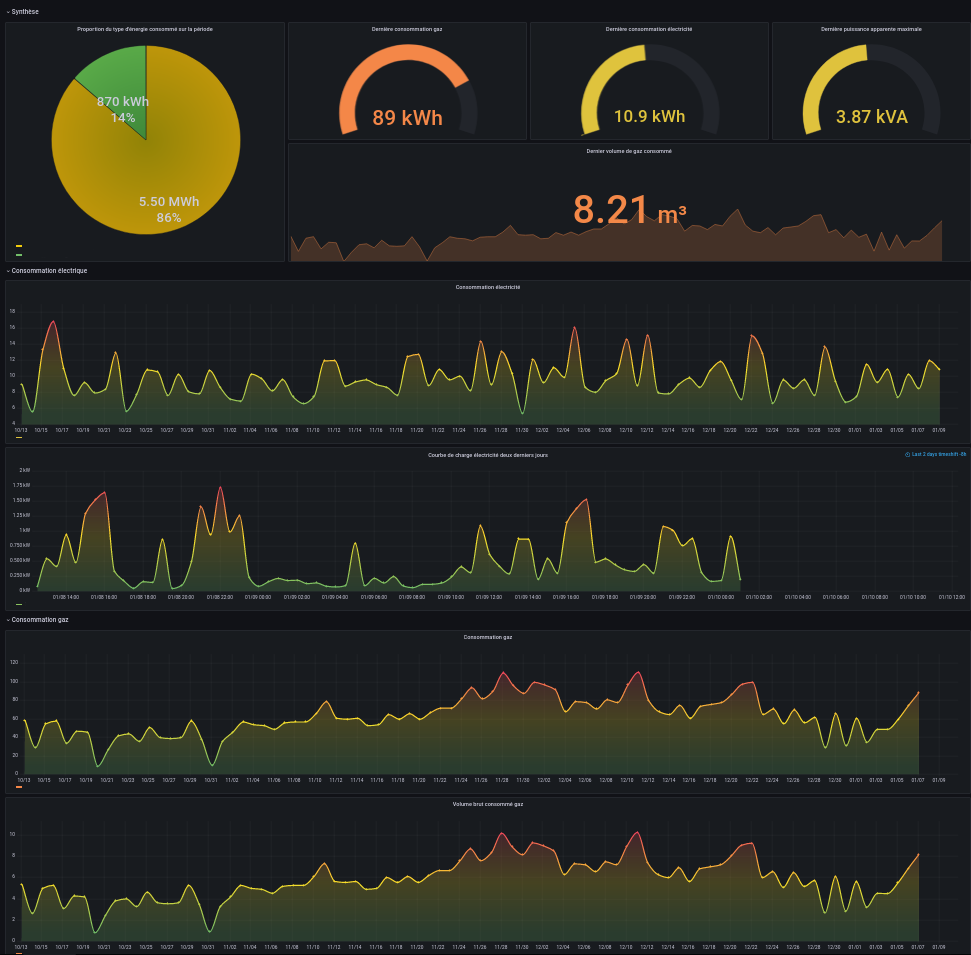 Synthèse
Proportion du type d'énergie consommé sur la période
870 kWh
14%
5.50 MWh
86%
Dernière consommation gaz
89 kWh
Dernière consommation électricité
10.9 kWh
Dernière puissance apparente maximale
3.87 kVA
Dernier volume de gaz consommé
8.21 m³
Consommation électrique
Consommation électricité
18
16
14
12
10
8
6
4
10/13 10/15 10/17 10/19 10/21 10/23 10/25 10/27 10/29 10/31 11/02 11/04 11/06 11/08 11/10 11/12 11/14 11/16 11/18 11/20 11/22 11/24 11/26 11/28 11/30 12/02 12/04 12/06 12/08 12/10 12/12 12/14 12/16 12/18 12/20 12/22 12/24 12/26 12/28 12/30 01/01 01/03 01/05 01/07 01/09
Courbe de charge électricité deux derniers jours
Last 2 days timeshift -8h
2 kW
1.75 kW
1.50 kW
1.25 kW
1 kW
0.750 kW
0.500 kW
0.250 kW
0 kW
01/08 14:00 01/08 16:00 01/08 18:00 01/08 20:00 01/08 22:00 01/09 00:00 01/09 02:00 01/09 04:00 01/09 06:00 01/09 08:00 01/09 10:00 01/09 12:00 01/09 14:00 01/09 16:00 01/09 18:00 01/09 20:00 01/09 22:00 01/10 00:00 01/10 02:00 01/10 04:00 01/10 06:00 01/10 08:00 01/10 10:00 01/10 12:00
Consommation gaz
Consommation gaz
120
100
80
60
40
20
0
10/13 10/15 10/17 10/19 10/21 10/23 10/25 10/27 10/29 10/31 11/02 11/04 11/06 11/08 11/10 11/12 11/14 11/16 11/18 11/20 11/22 11/24 11/26 11/28 11/30 12/02 12/04 12/06 12/08 12/10 12/12 12/14 12/16 12/18 12/20 12/22 12/24 12/26 12/28 12/30 01/01 01/03 01/05 01/07 01/09
Volume brut consommé gaz
10
8
6
4
2
0
10/13 10/15 10/17 10/19 10/21 10/23 10/25 10/27 10/29 10/31 11/02 11/04 11/06 11/08 11/10 11/12 11/14 11/16 11/18 11/20 11/22 11/24 11/26 11/28 11/30 12/02 12/04 12/06 12/08 12/10 12/12 12/14 12/16 12/18 12/20 12/22 12/24 12/26 12/28 12/30 01/01 01/03 01/05 01/07 01/09